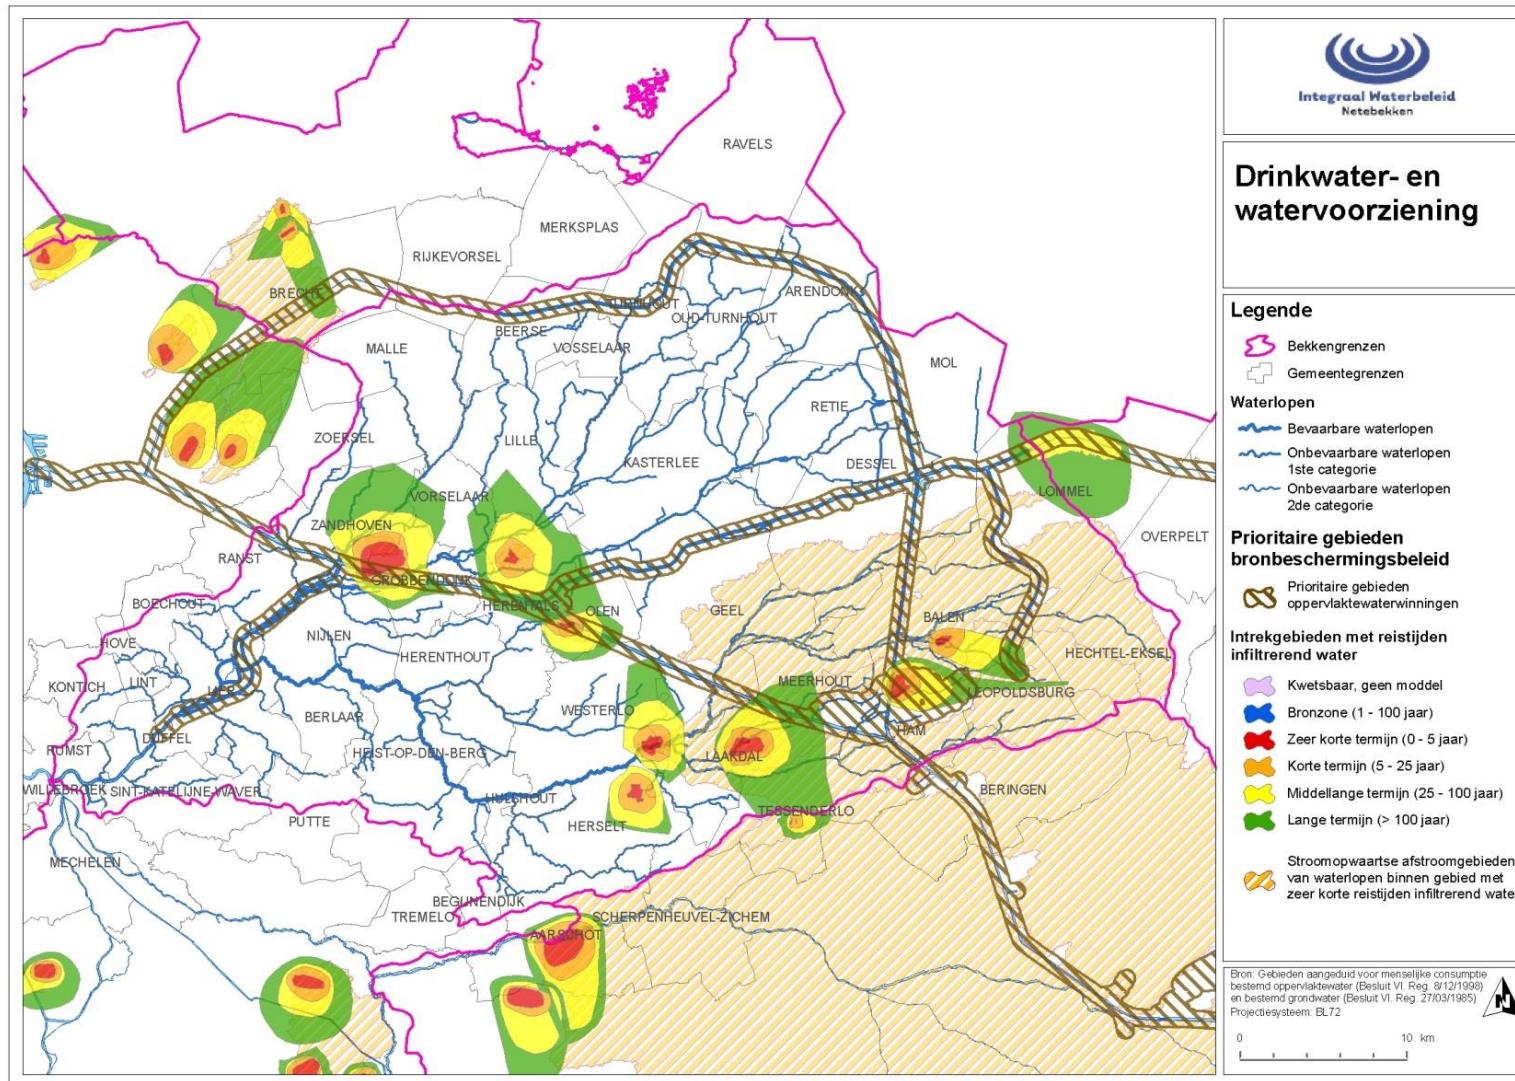 RAVELS
MERKSPLAS
RIJKEVORSEL
BRECHT
ARENDONK
TURNHOUT
OUD-TURNHOUT
BEERSE
VOSSELAAR
MALLE
MOL
RETIE
ZOERSEL
LILLE
KASTERLEE
DESSEL
LOMMEL
VORSELAAR
ZANDHOVEN
OVERPELT
RANST
GROBBENDONK
HERENTALS
OLEN
GEEL
BALEN
BOECHOUT
NIJLEN
HOVE
HERENTHOUT
HECHTEL-EKSEL
KONTICH
LINT
LIER
MEERHOUT
LEOPOLDSBURG
BERLAAR
WESTERLO
HAM
DUFFEL
RUMST
HEIST-OP-DEN-BERG
LAAKDAL
WILLEBROEK
SINT-KATELIJNE-WAVER
HULSHOUT
BERINGEN
PUTTE
HERSELT
TESSENDERLO
MECHELEN
BEGIJNENDIJK
TREMELO
SCHERPENHEUVEL-ZICHEM
AARSCHOT
Integraal Waterbeleid
Netebekken
Drinkwater- en
watervoorziening
Legende
Bekkengrenzen
Gemeentegrenzen
Waterlopen
Bevaarbare waterlopen
Onbevaarbare waterlopen
1ste categorie
Onbevaarbare waterlopen
2de categorie
Prioritaire gebieden
bronbeschermingsbeleid
Prioritaire gebieden
oppervlaktewaterwinningen
Intrekgebieden met reistijden
infiltrerend water
Kwetsbaar, geen moddel
Bronzone (1 - 100 jaar)
Zeer korte termijn (0 - 5 jaar)
Korte termijn (5 - 25 jaar)
Middellange termijn (25 - 100 jaar)
Lange termijn (> 100 jaar)
Stroomopwaartse afstroomgebieden
van waterlopen binnen gebied met
zeer korte reistijden infiltrerend wate
Bron: Gebieden aangeduid voor menselijke consumptie
bestemd oppervlaktewater (Besluit Vl. Reg. 8/12/1998)
en bestemd grondwater (Besluit Vl. Reg. 27/03/1985)
Projectiesysteem: BL72
N
0 10 km